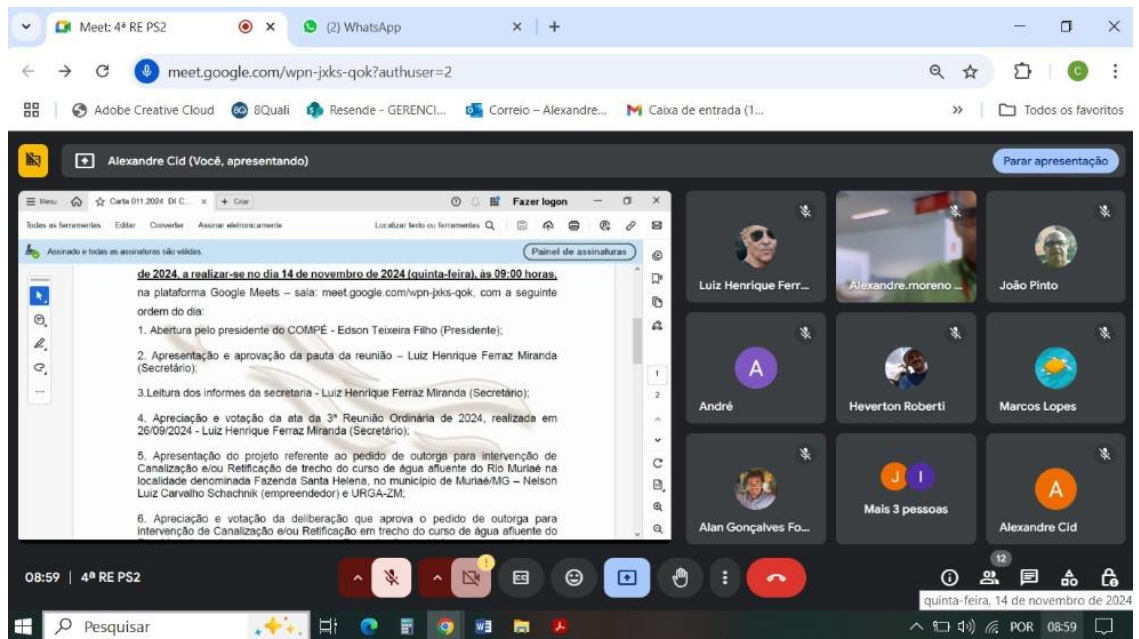 Meet: 4ª RE PS2
(2) WhatsApp
meet.google.com/wpn-jxks-qok?authuser=2
C
Adobe Creative Cloud
8Quali
Resende - GERENCI...
Correio – Alexandre...
Caixa de entrada (1...
»
Todos os favoritos
Alexandre Cid (Você, apresentando)
Parar apresentação
Menu
Carta 011.2024 DI C...
+ Criar
Fazer logon
Todas as ferramentas
Editar
Converter
Assinar eletronicamente
Localizar texto ou ferramentas
Assinado e todas as assinaturas são válidas.
Painel de assinaturas
de 2024, a realizar-se no dia 14 de novembro de 2024 (quinta-feira), às 09:00 horas,
na plataforma Google Meets – sala: meet.google.com/wpn-jxks-qok, com a seguinte
ordem do dia:
1. Abertura pelo presidente do COMPÉ - Edson Teixeira Filho (Presidente);
2. Apresentação e aprovação da pauta da reunião – Luiz Henrique Ferraz Miranda
(Secretário);
3.Leitura dos informes da secretaria - Luiz Henrique Ferraz Miranda (Secretário);
4. Apreciação e votação da ata da 3ª Reunião Ordinária de 2024, realizada em
26/09/2024 - Luiz Henrique Ferraz Miranda (Secretário);
5. Apresentação do projeto referente ao pedido de outorga para intervenção de
Canalização e/ou Retificação de trecho do curso de água afluente do Rio Muriaé na
localidade denominada Fazenda Santa Helena, no município de Muriaé/MG – Nelson
Luiz Carvalho Schachnik (empreendedor) e URGA-ZM;
6. Apreciação e votação da deliberação que aprova o pedido de outorga para
intervenção de Canalização e/ou Retificação em trecho do curso de água afluente do
1
2
Luiz Henrique Ferr...
Alexandre.moreno ...
João Pinto
A
André
Heverton Roberti
Marcos Lopes
Alan Gonçalves Fo...
J
I
Mais 3 pessoas
A
Alexandre Cid
08:59 | 4ª RE PS2
12
quinta-feira, 14 de novembro de 2024
Pesquisar
POR
08:59